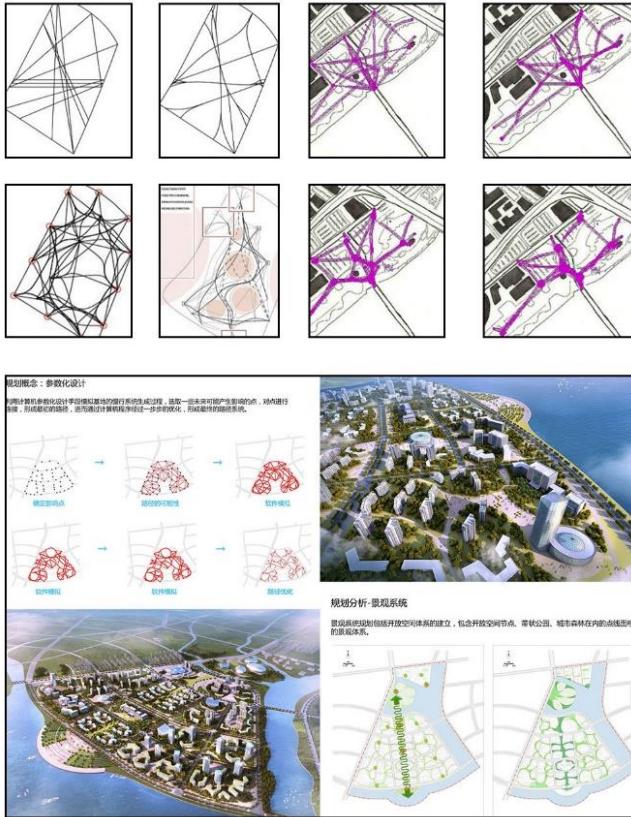 规划概念：参数化设计
利用计算机参数化设计手段模拟基地的慢行系统生成过程，选取一些未来可能产生影响的点，对点进行
连接，形成最初的路径，进而通过计算机程序经过一步步的优化，形成最终的路径系统。
确定影响点
路径的可能性
软件模拟
软件模拟
软件模拟
路径优化
规划分析-景观系统
景观系统规划包括开放空间体系的建立，包含开放空间节点、带状公园、城市森林在内的点线面相
的景观体系。